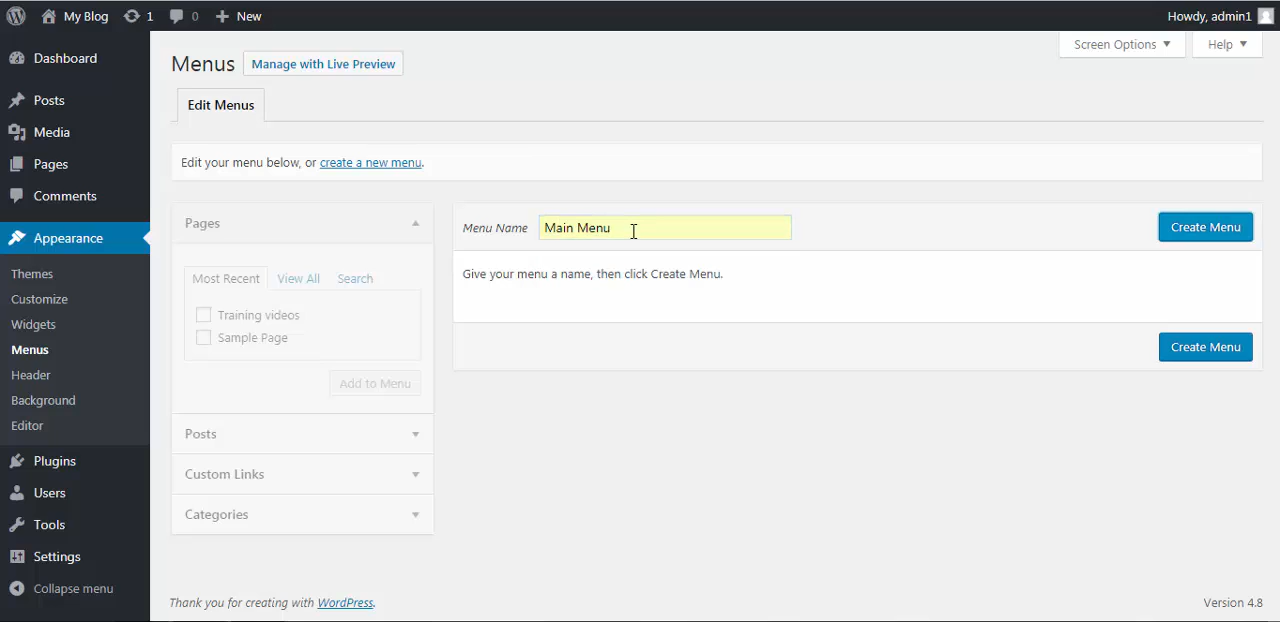 My Blog 1 0 New Howdy, admin1
Screen Options Help
Dashboard
Posts
Media
Pages
Comments
Appearance
Themes
Customize
Widgets
Menus
Header
Background
Editor
Plugins
Users
Tools
Settings
Collapse menu
Menus Manage with Live Preview
Edit Menus
Edit your menu below, or create a new menu.
Pages
Most Recent View All Search
Training videos
Sample Page
Add to Menu
Posts
Custom Links
Categories
Menu Name Main Menu Create Menu
Give your menu a name, then click Create Menu.
Create Menu
Thank you for creating with WordPress. Version 4.8